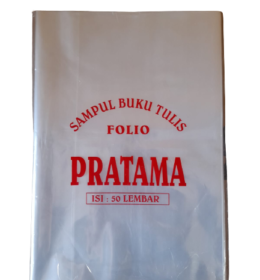 SAMPUL BUKU TULIS
FOLIO
PRATAMA
ISI : 50 LEMBAR